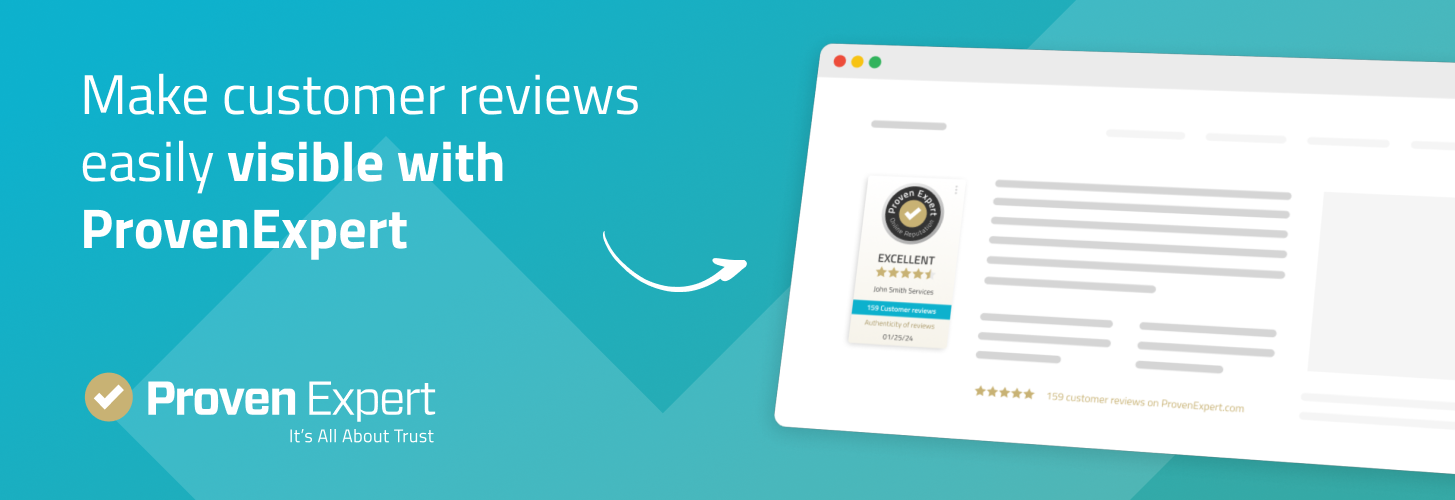 Make customer reviews
easily visible with
ProvenExpert
Proven Expert
It's All About Trust
Proven Expert
Online Reputation
EXCELLENT
John Smith Services
159 Customer reviews
Authenticity of reviews
01/25/24
159 customer reviews on ProvenExpert.com